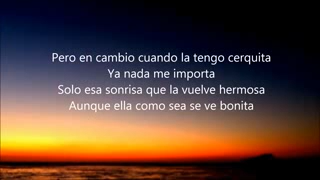 Pero en cambio cuando la tengo cerquita
Ya nada me importa
Solo esa sonrisa que la vuelve hermosa
Aunque ella como sea se ve bonita